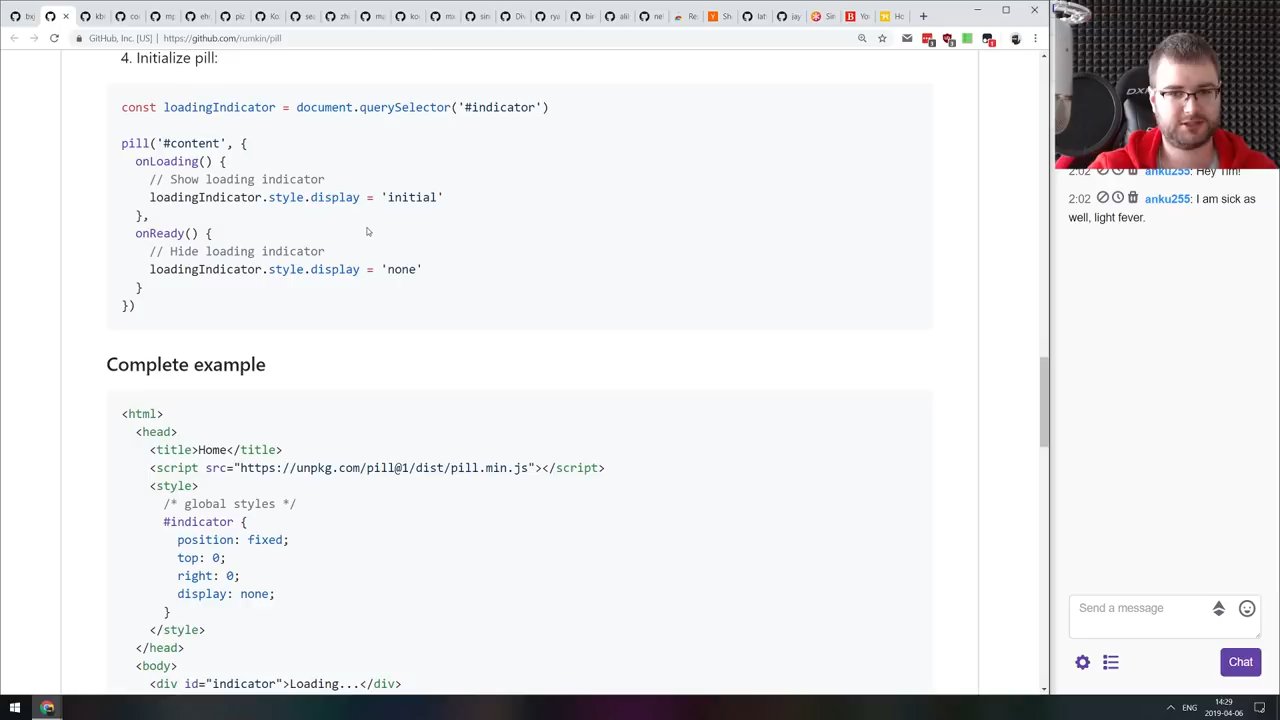 GitHub, Inc. [US] | https://github.com/rumkin/pill
4. Initialize pill:
const loadingIndicator = document.querySelector('#indicator')
pill('#content', {
onLoading() {
// Show loading indicator
loadingIndicator.style.display = 'initial'
},
onReady() {
// Hide loading indicator
loadingIndicator.style.display = 'none'
}
})
Complete example
<html>
<head>
<title>Home</title>
<script src="https://unpkg.com/pill@1/dist/pill.min.js"></script>
<style>
/* global styles */
#indicator {
position: fixed;
top: 0;
right: 0;
display: none;
}
</style>
</head>
<body>
<div id="indicator">Loading...</div>
2:02 anku255: Hey Tim!
2:02 anku255: I am sick as
well, light fever.
Send a message
Chat
ENG
14:29
2019-04-06